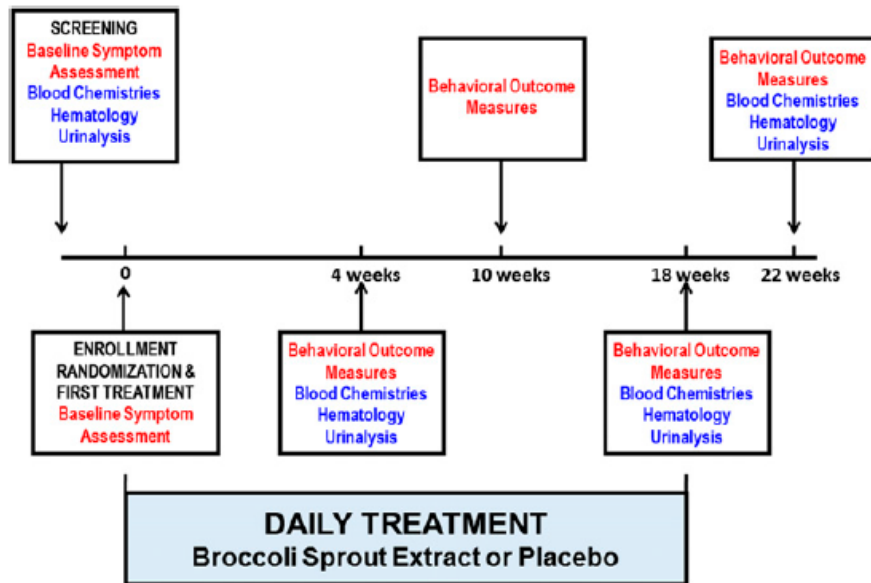 SCREENING
Baseline Symptom
Assessment
Blood Chemistries
Hematology
Urinalysis
Behavioral Outcome
Measures
Behavioral Outcome
Measures
Blood Chemistries
Hematology
Urinalysis
0
4 weeks
10 weeks
18 weeks
22 weeks
ENROLLMENT
RANDOMIZATION &
FIRST TREATMENT
Baseline Symptom
Assessment
Behavioral Outcome
Measures
Blood Chemistries
Hematology
Urinalysis
Behavioral Outcome
Measures
Blood Chemistries
Hematology
Urinalysis
DAILY TREATMENT
Broccoli Sprout Extract or Placebo